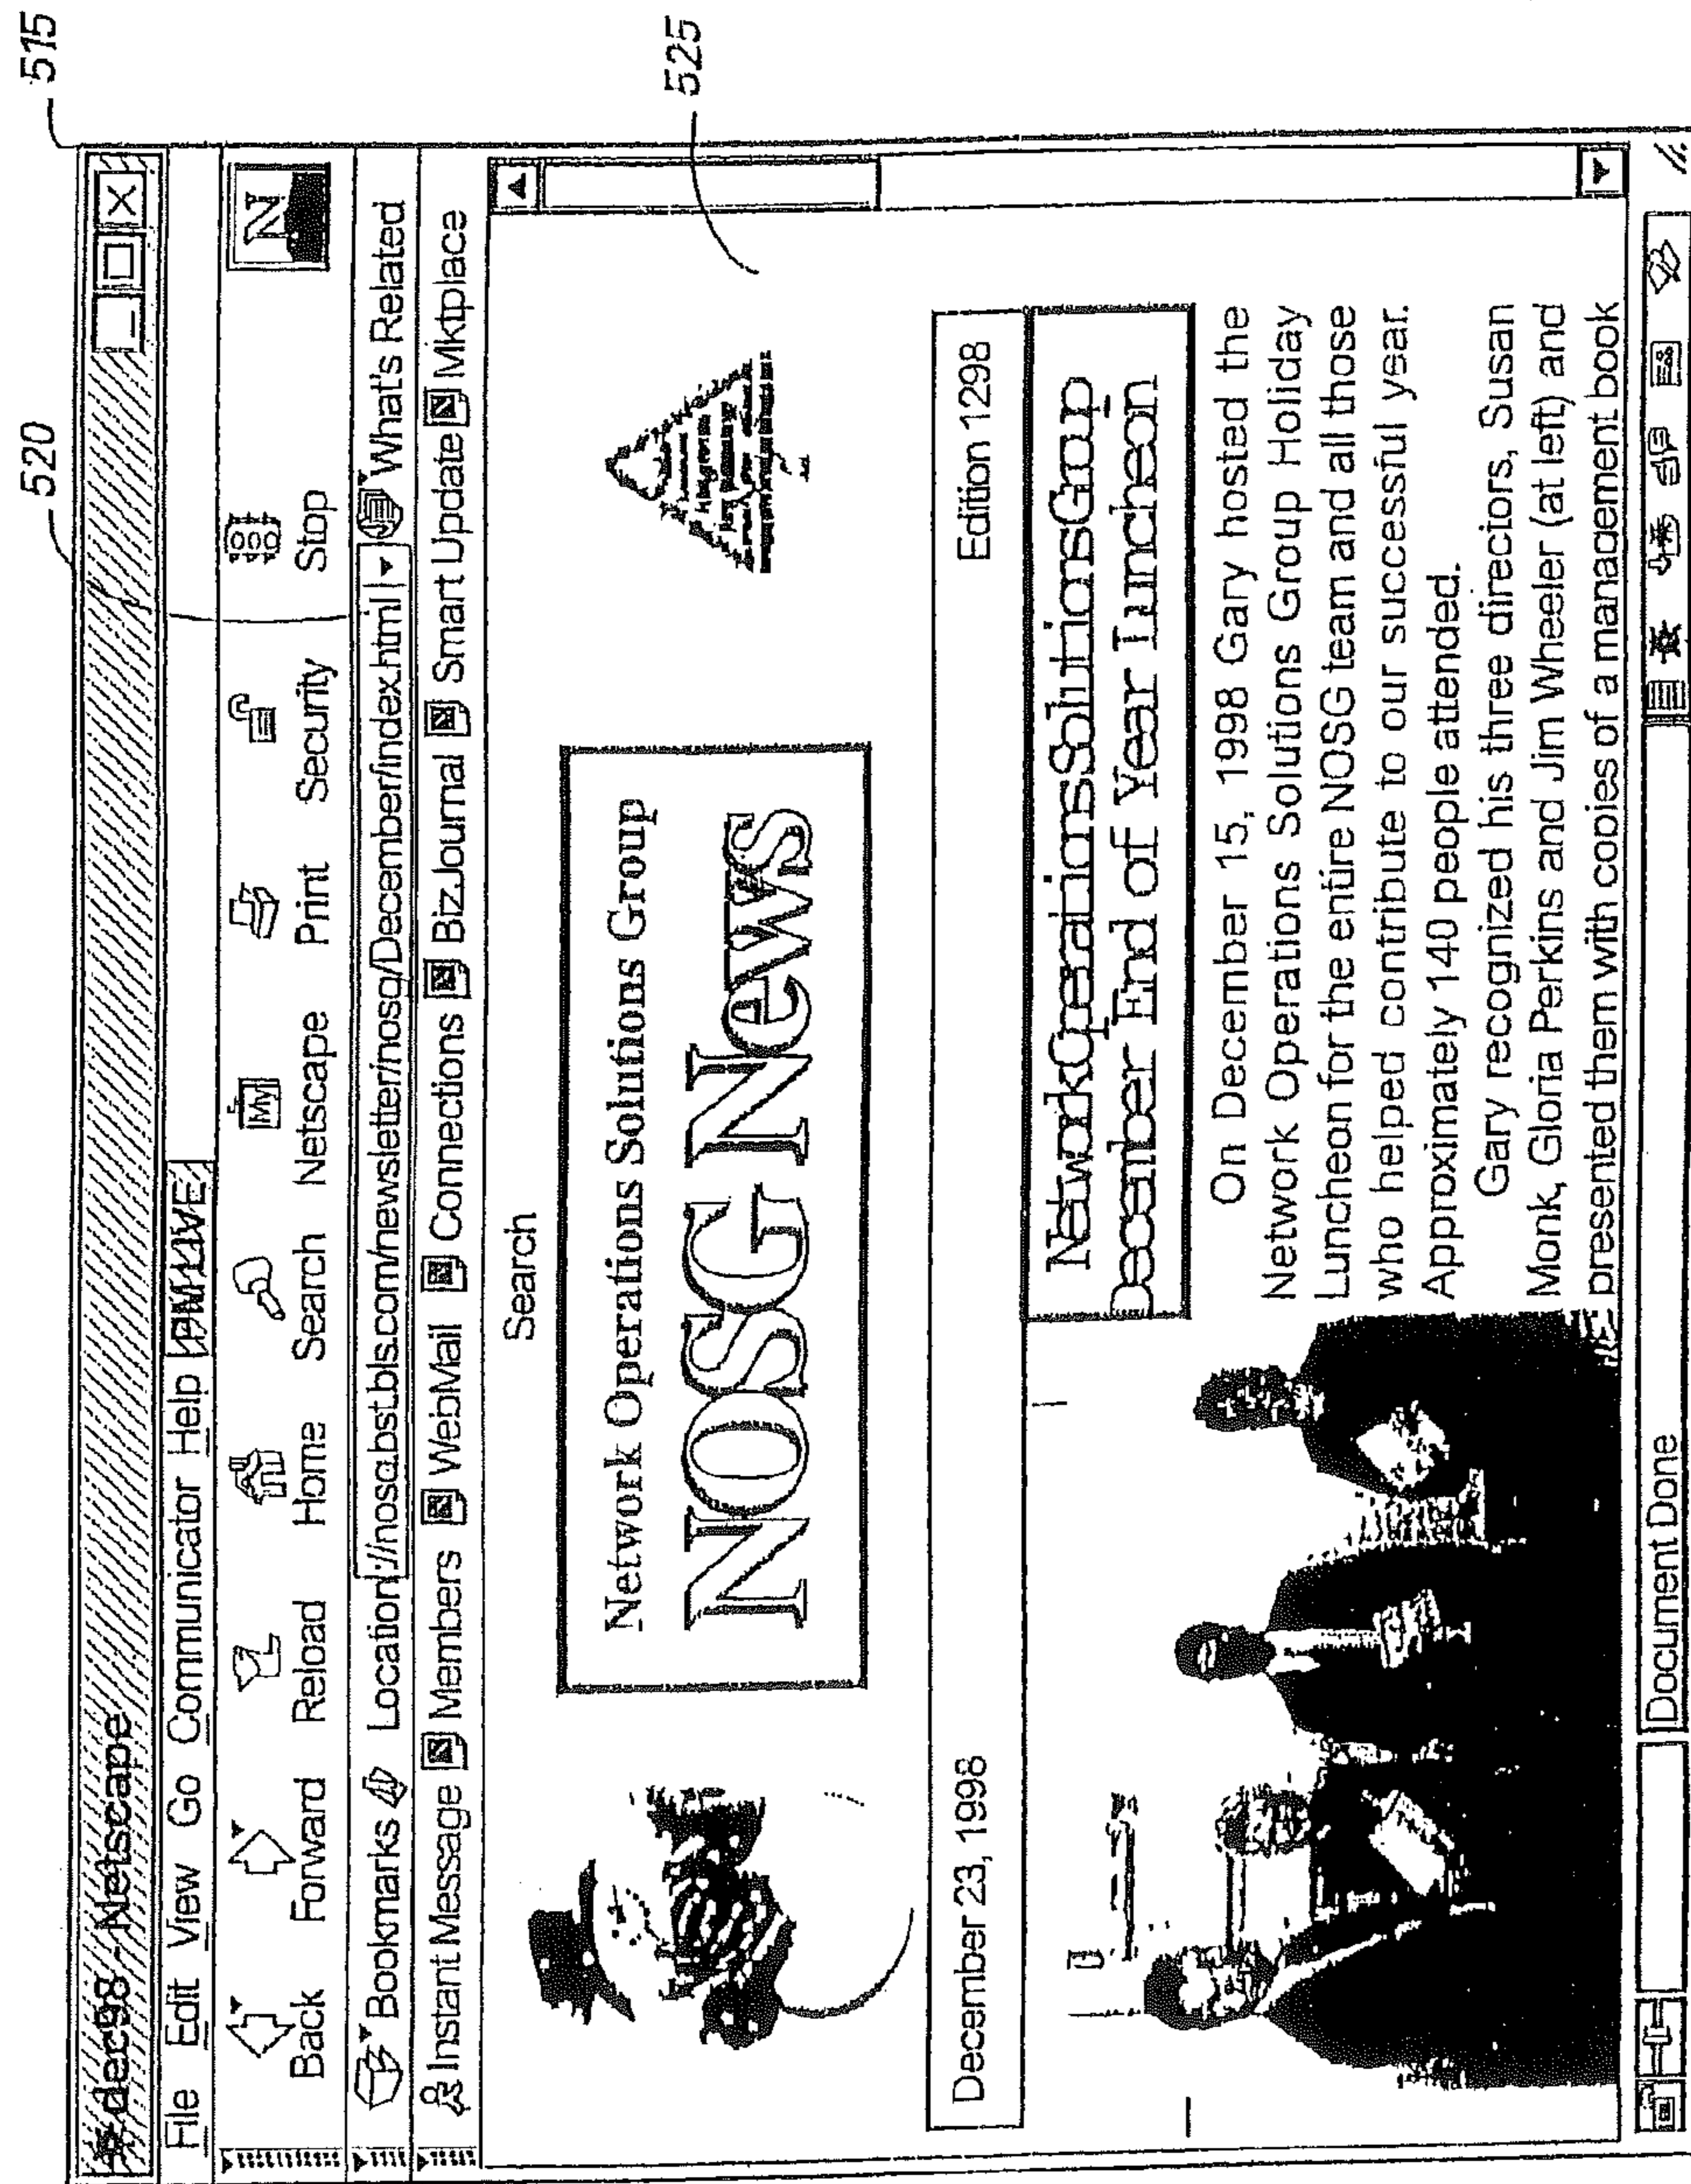 515
520
dec98 - Netscape
File Edit View Go Communicator Help PM LIVE
Back Forward Reload Home Search Netscape Print Security Stop
My
N
Bookmarks Location://nosg.bst.bls.com/newsletter/nosg/December/index.html What's Related
Instant Message Members WebMail Connections BizJournal Smart Update Mktplace
525
Search
Network Operations Solutions Group
NOSG News
December 23, 1998 Edition 1298
Network Operations Solutions Group
December End of Year Luncheon
On December 15, 1998 Gary hosted the
Network Operations Solutions Group Holiday
Luncheon for the entire NOSG team and all those
who helped contribute to our successful year.
Approximately 140 people attended.
Gary recognized his three directors, Susan
Monk, Gloria Perkins and Jim Wheeler (at left) and
presented them with copies of a management book
Document Done